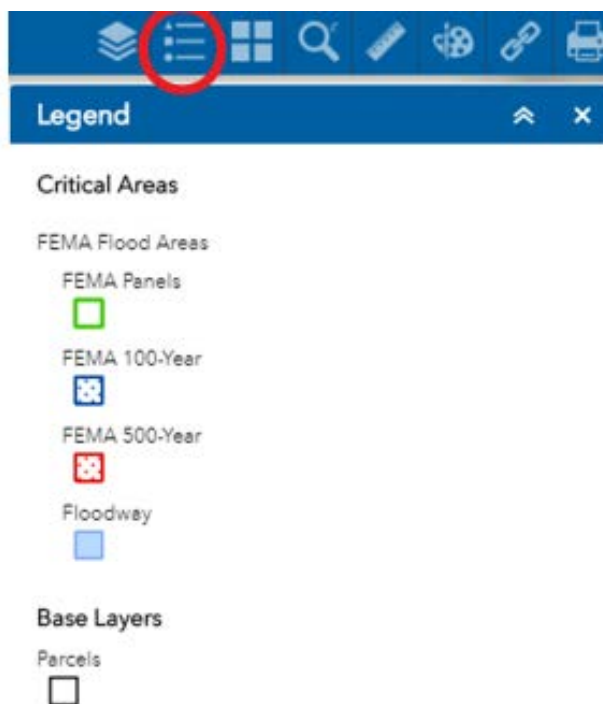 Legend
Critical Areas
FEMA Flood Areas
FEMA Panels
FEMA 100-Year
FEMA 500-Year
Floodway
Base Layers
Parcels